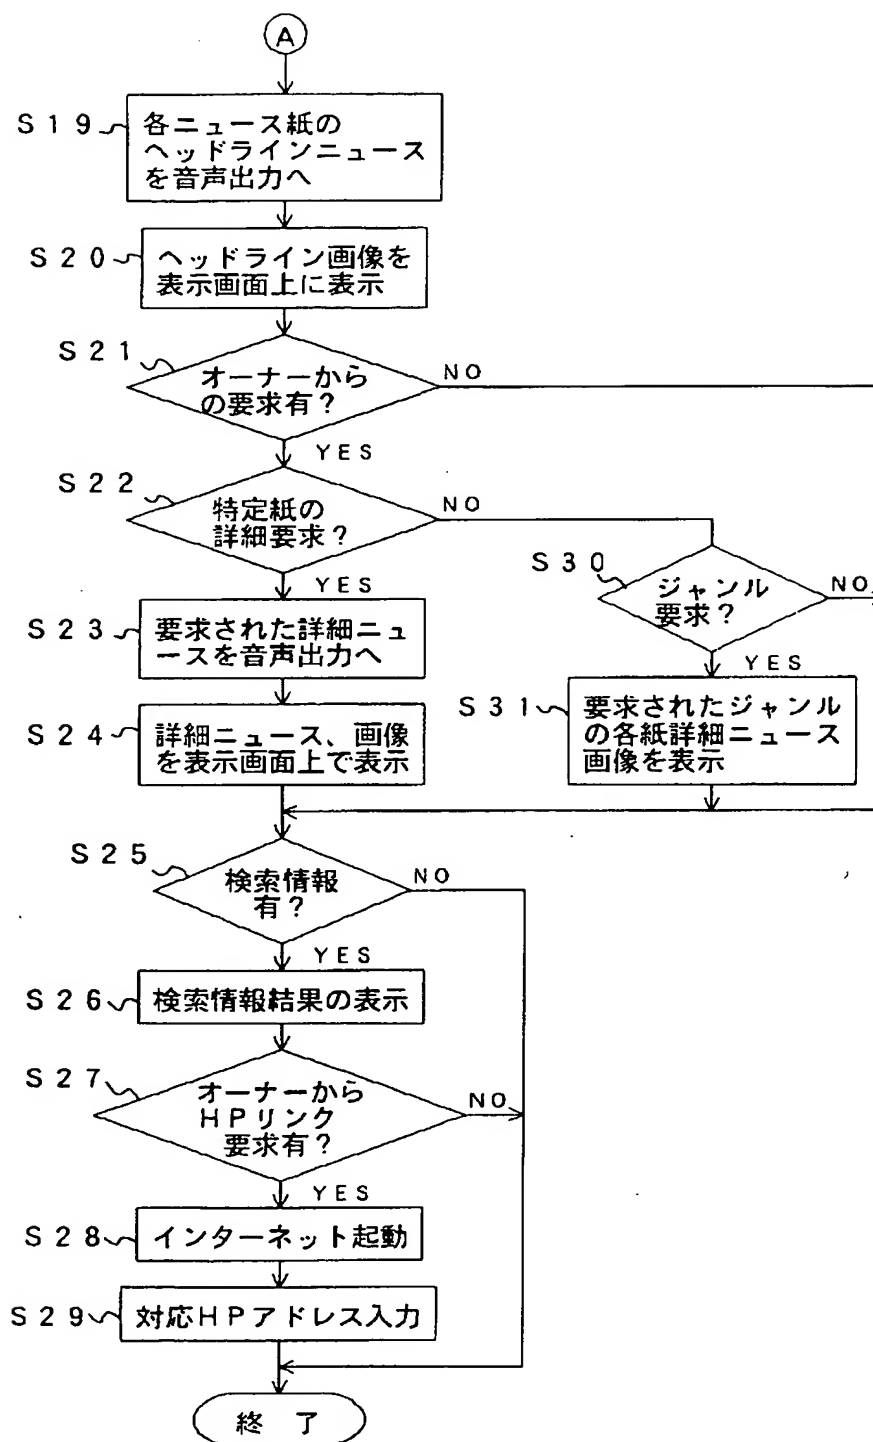 A
S19
各ニュース紙の
ヘッドラインニュース
を音声出力へ
S20
ヘッドライン画像を
表示画面上に表示
S21
オーナーから
の要求有?
NO
YES
S22
特定紙の
詳細要求?
NO
YES
S30
ジャンル
要求?
NO
YES
S23
要求された詳細ニュ
ースを音声出力へ
S31
要求されたジャンル
の各紙詳細ニュース
画像を表示
S24
詳細ニュース、画像
を表示画面上で表示
S25
検索情報
有?
NO
YES
S26
検索情報結果の表示
S27
オーナーから
HPリンク
要求有?
NO
YES
S28
インターネット起動
S29
対応HPアドレス入力
終 了